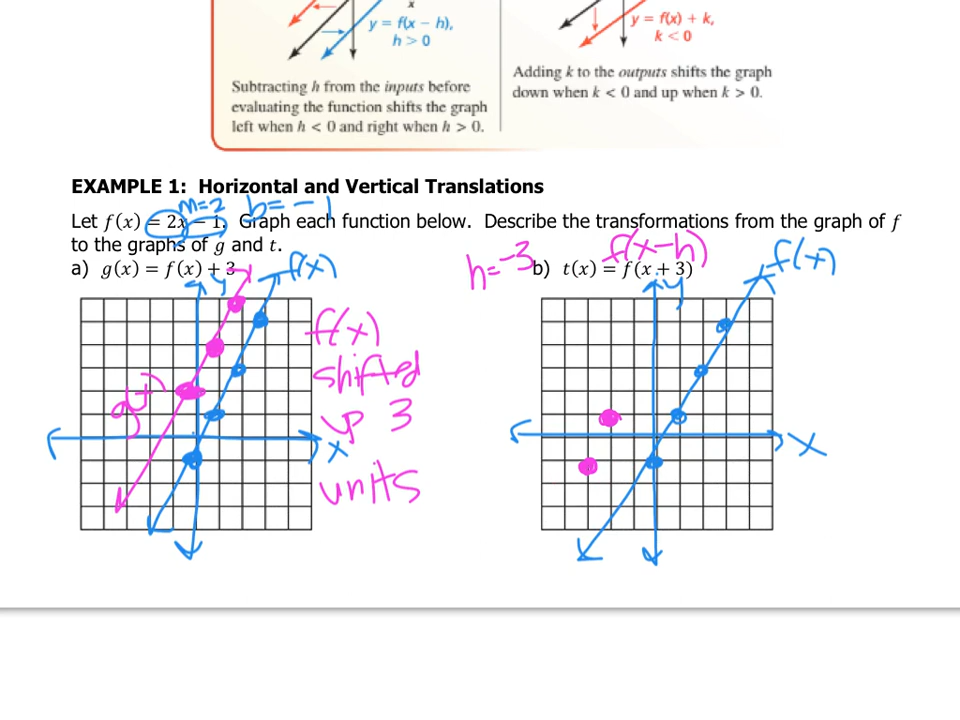 x
y = f(x − h),
h > 0
y = f(x) + k,
k < 0
Subtracting h from the inputs before
evaluating the function shifts the graph
left when h < 0 and right when h > 0.
Adding k to the outputs shifts the graph
down when k < 0 and up when k > 0.
EXAMPLE 1: Horizontal and Vertical Translations
m=2 b=-1
Let f(x) = 2x − 1. Graph each function below. Describe the transformations from the graph of f
to the graphs of g and t.
a) g(x) = f(x) + 3
h=-3
f(x-h)
b) t(x) = f(x + 3)
y
f(x)
y
f(x)
f(x)
shifted
up 3
units
g(x)
x
x